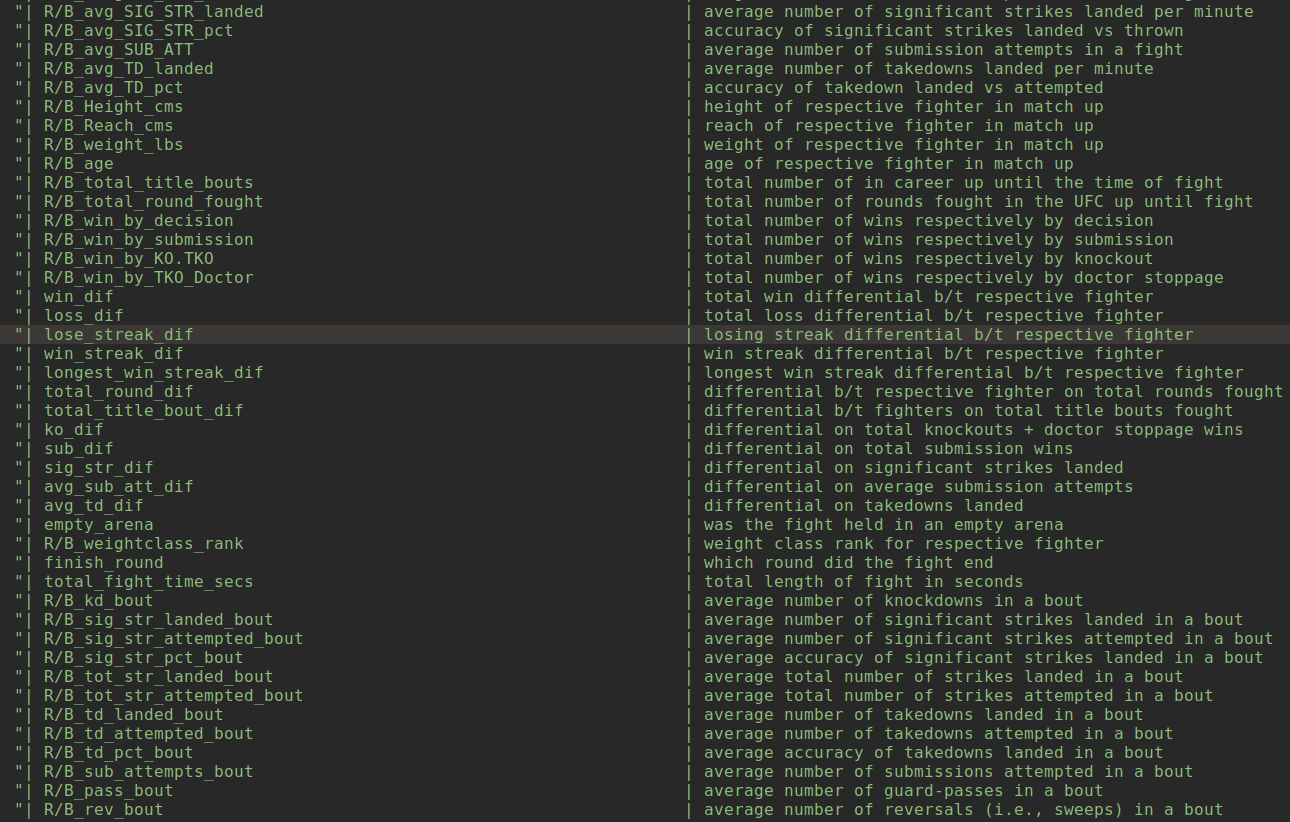 "| R/B_avg_SIG_STR_landed | average number of significant strikes landed per minute
"| R/B_avg_SIG_STR_pct | accuracy of significant strikes landed vs thrown
"| R/B_avg_SUB_ATT | average number of submission attempts in a fight
"| R/B_avg_TD_landed | average number of takedowns landed per minute
"| R/B_avg_TD_pct | accuracy of takedown landed vs attempted
"| R/B_Height_cms | height of respective fighter in match up
"| R/B_Reach_cms | reach of respective fighter in match up
"| R/B_weight_lbs | weight of respective fighter in match up
"| R/B_age | age of respective fighter in match up
"| R/B_total_title_bouts | total number of in career up until the time of fight
"| R/B_total_round_fought | total number of rounds fought in the UFC up until fight
"| R/B_win_by_decision | total number of wins respectively by decision
"| R/B_win_by_submission | total number of wins respectively by submission
"| R/B_win_by_KO.TKO | total number of wins respectively by knockout
"| R/B_win_by_TKO_Doctor | total number of wins respectively by doctor stoppage
"| win_dif | total win differential b/t respective fighter
"| loss_dif | total loss differential b/t respective fighter
"| lose_streak_dif | losing streak differential b/t respective fighter
"| win_streak_dif | win streak differential b/t respective fighter
"| longest_win_streak_dif | longest win streak differential b/t respective fighter
"| total_round_dif | differential b/t respective fighter on total rounds fought
"| total_title_bout_dif | differential b/t fighters on total title bouts fought
"| ko_dif | differential on total knockouts + doctor stoppage wins
"| sub_dif | differential on total submission wins
"| sig_str_dif | differential on significant strikes landed
"| avg_sub_att_dif | differential on average submission attempts
"| avg_td_dif | differential on takedowns landed
"| empty_arena | was the fight held in an empty arena
"| R/B_weightclass_rank | weight class rank for respective fighter
"| finish_round | which round did the fight end
"| total_fight_time_secs | total length of fight in seconds
"| R/B_kd_bout | average number of knockdowns in a bout
"| R/B_sig_str_landed_bout | average number of significant strikes landed in a bout
"| R/B_sig_str_attempted_bout | average number of significant strikes attempted in a bout
"| R/B_sig_str_pct_bout | average accuracy of significant strikes landed in a bout
"| R/B_tot_str_landed_bout | average total number of strikes landed in a bout
"| R/B_tot_str_attempted_bout | average total number of strikes attempted in a bout
"| R/B_td_landed_bout | average number of takedowns landed in a bout
"| R/B_td_attempted_bout | average number of takedowns attempted in a bout
"| R/B_td_pct_bout | average accuracy of takedowns landed in a bout
"| R/B_sub_attempts_bout | average number of submissions attempted in a bout
"| R/B_pass_bout | average number of guard-passes in a bout
"| R/B_rev_bout | average number of reversals (i.e., sweeps) in a bout